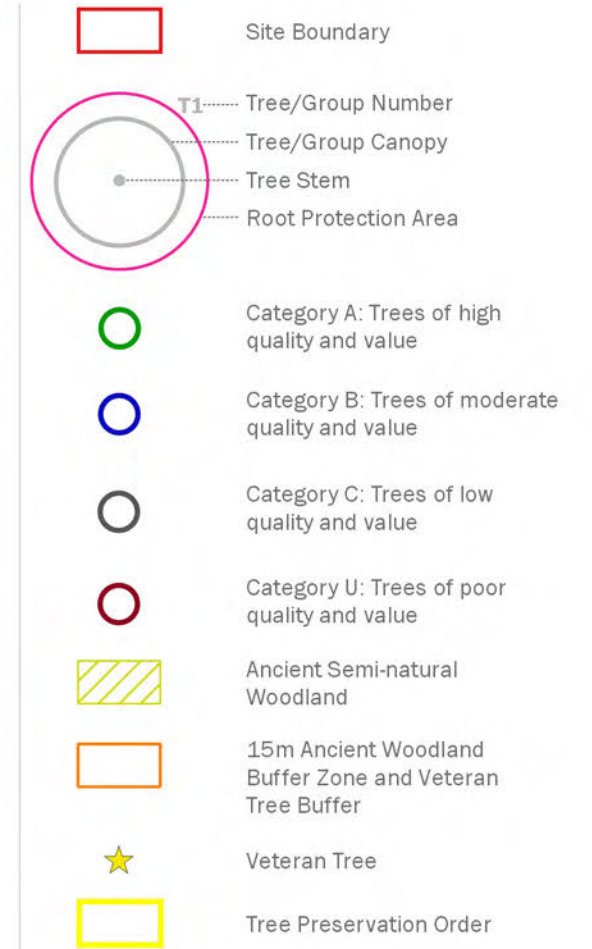 Site Boundary
T1
Tree/Group Number
Tree/Group Canopy
Tree Stem
Root Protection Area
Category A: Trees of high
quality and value
Category B: Trees of moderate
quality and value
Category C: Trees of low
quality and value
Category U: Trees of poor
quality and value
Ancient Semi-natural
Woodland
15m Ancient Woodland
Buffer Zone and Veteran
Tree Buffer
Veteran Tree
Tree Preservation Order